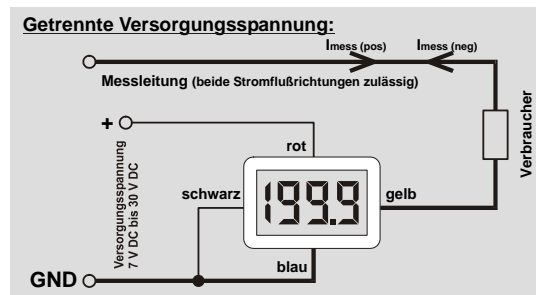 Getrennte Versorgungsspannung:
Imess (pos) Imess (neg)
Messleitung (beide Stromflußrichtungen zulässig)
Verbraucher
+
rot
Versorgungsspannung
7 V DC bis 30 V DC
schwarz
199.9
gelb
blau
GND